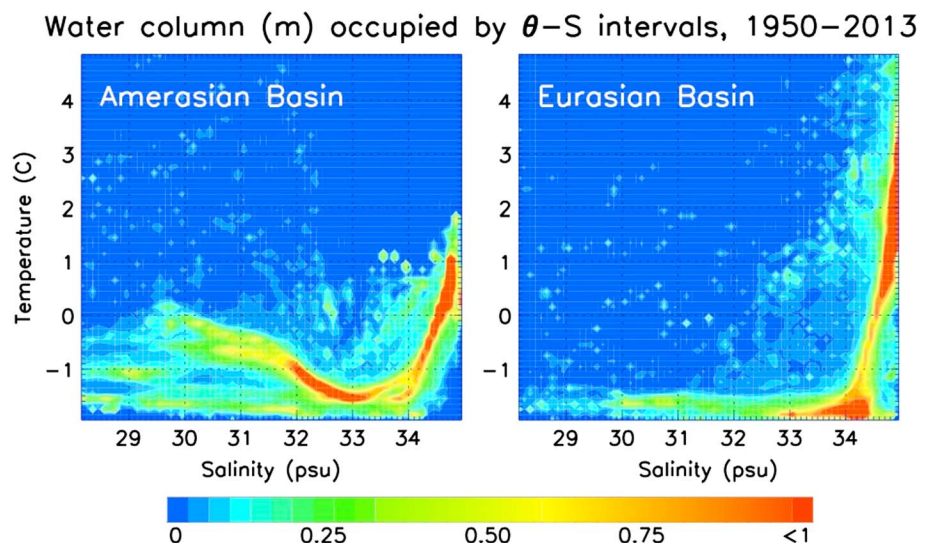 Water column (m) occupied by θ−S intervals, 1950−2013
Amerasian Basin
Eurasian Basin
Temperature (C)
4
3
2
1
0
−1
4
3
2
1
0
−1
29 30 31 32 33 34
29 30 31 32 33 34
Salinity (psu)
Salinity (psu)
0 0.25 0.50 0.75 <1